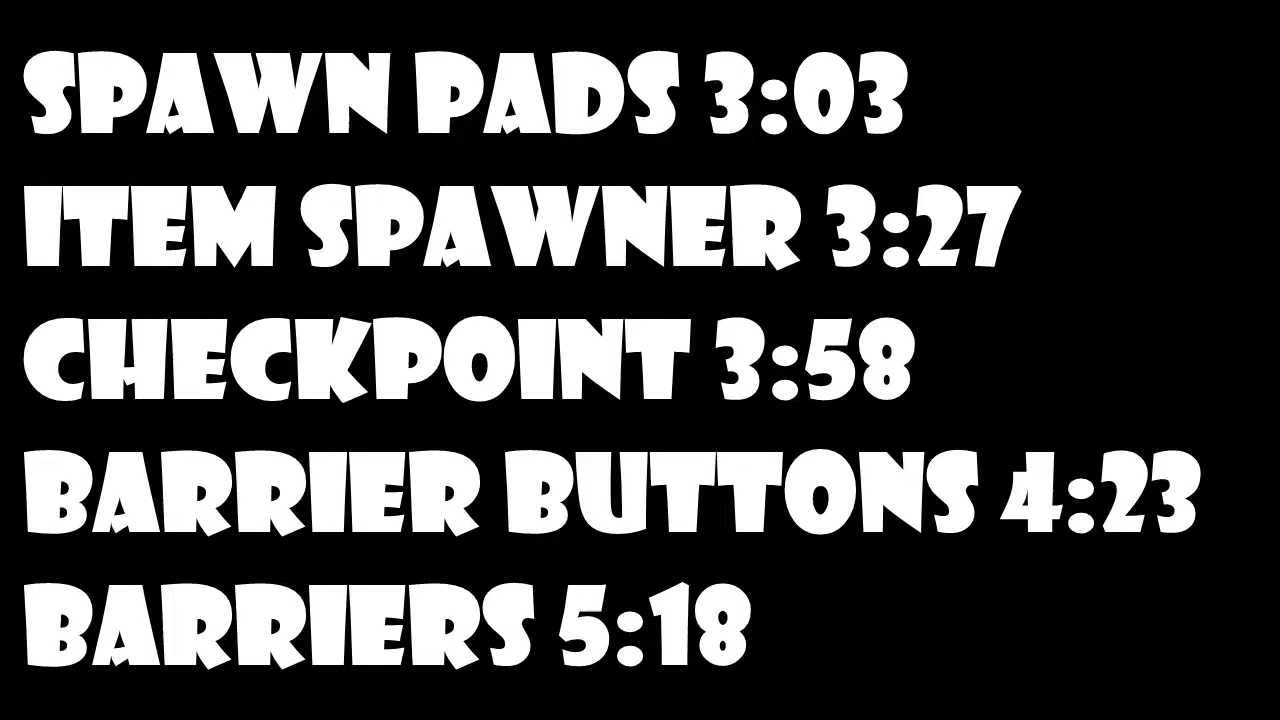 SPAWN PADS 3:03
ITEM SPAWNER 3:27
CHECKPOINT 3:58
BARRIER BUTTONS 4:23
BARRIERS 5:18